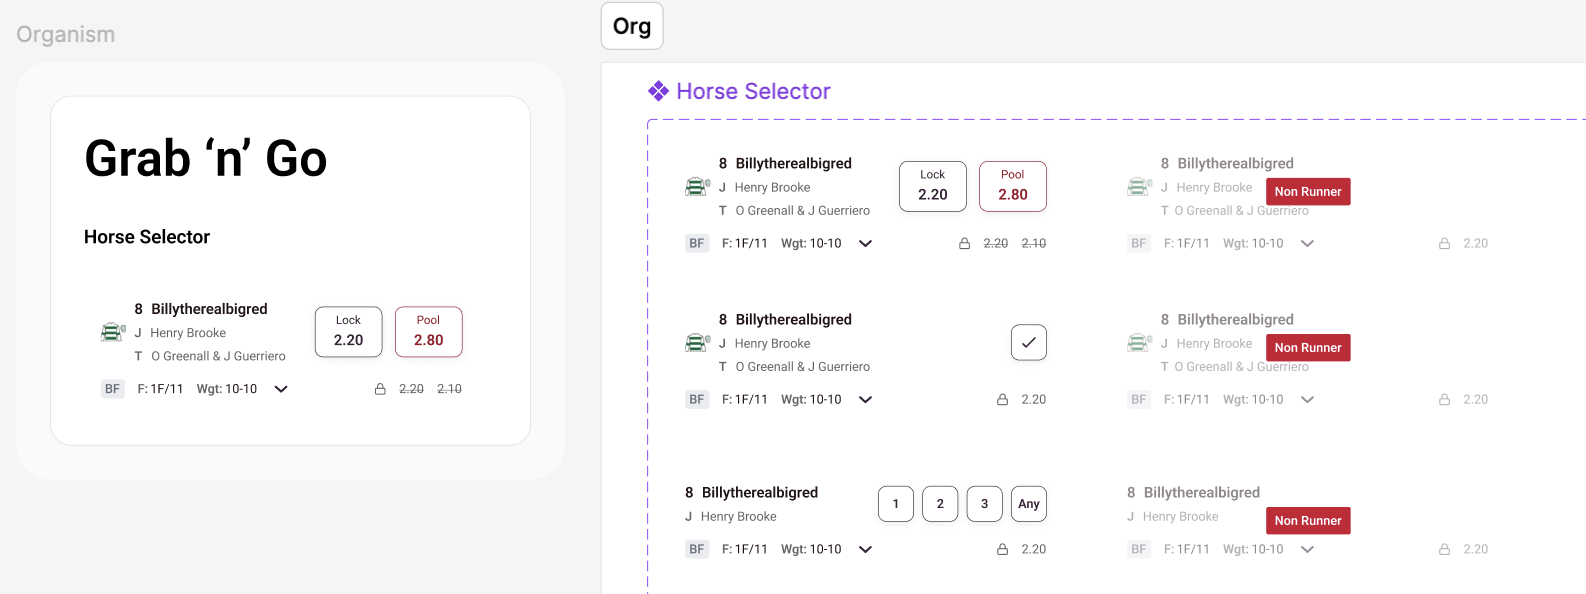 Organism
Org
Grab ‘n’ Go
Horse Selector
8 Billytherealbigred
J Henry Brooke
T O Greenall & J Guerriero
Lock
2.20
Pool
2.80
BF F: 1F/11 Wgt: 10-10
2.20 2.10
Horse Selector
8 Billytherealbigred
J Henry Brooke
T O Greenall & J Guerriero
Lock
2.20
Pool
2.80
BF F: 1F/11 Wgt: 10-10
2.20 2.10
8 Billytherealbigred
J Henry Brooke
Non Runner
T O Greenall & J Guerriero
BF F: 1F/11 Wgt: 10-10
2.20
8 Billytherealbigred
J Henry Brooke
T O Greenall & J Guerriero
BF F: 1F/11 Wgt: 10-10
2.20
8 Billytherealbigred
J Henry Brooke
Non Runner
T O Greenall & J Guerriero
BF F: 1F/11 Wgt: 10-10
2.20
8 Billytherealbigred
J Henry Brooke
1 2 3 Any
BF F: 1F/11 Wgt: 10-10
2.20
8 Billytherealbigred
J Henry Brooke
Non Runner
BF F: 1F/11 Wgt: 10-10
2.20